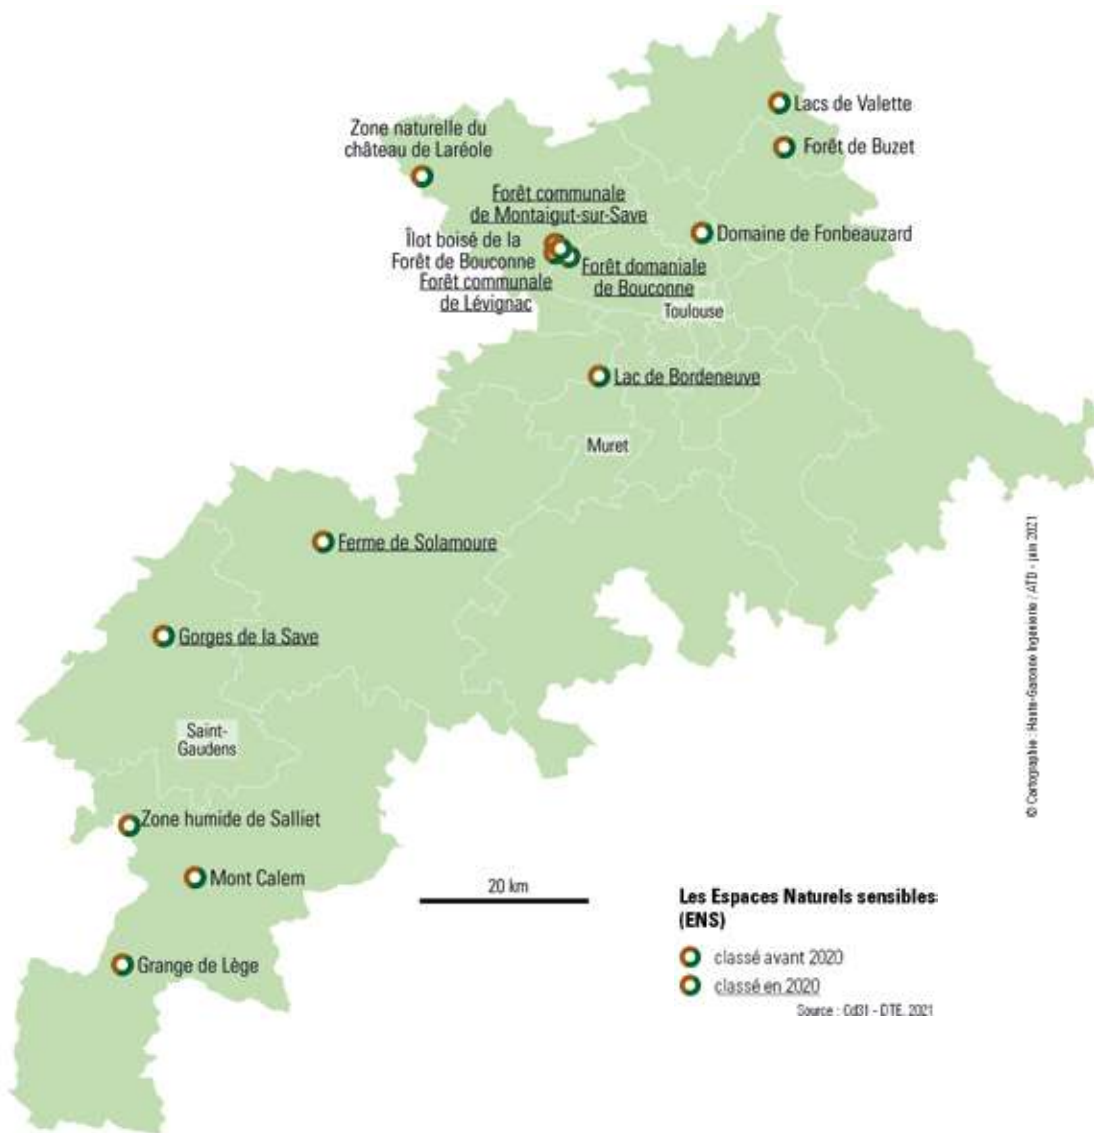 Lacs de Valette
Forêt de Buzet
Zone naturelle du
château de Laréole
Forêt communale
de Montaigut-sur-Save
Domaine de Fonbeauzard
Îlot boisé de la
Forêt de Bouconne
Forêt communale
de Lévignac
Forêt domaniale
de Bouconne
Toulouse
Lac de Bordeneuve
Muret
Ferme de Solamoure
Gorges de la Save
Saint-
Gaudens
Zone humide de Salliet
Mont Calem
Grange de Lège
20 km
Les Espaces Naturels sensibles
(ENS)
classé avant 2020
classé en 2020
Source : Cd31 - DTE, 2021
© Cartographie : Haute-Garonne Ingénierie / ATD - juin 2021